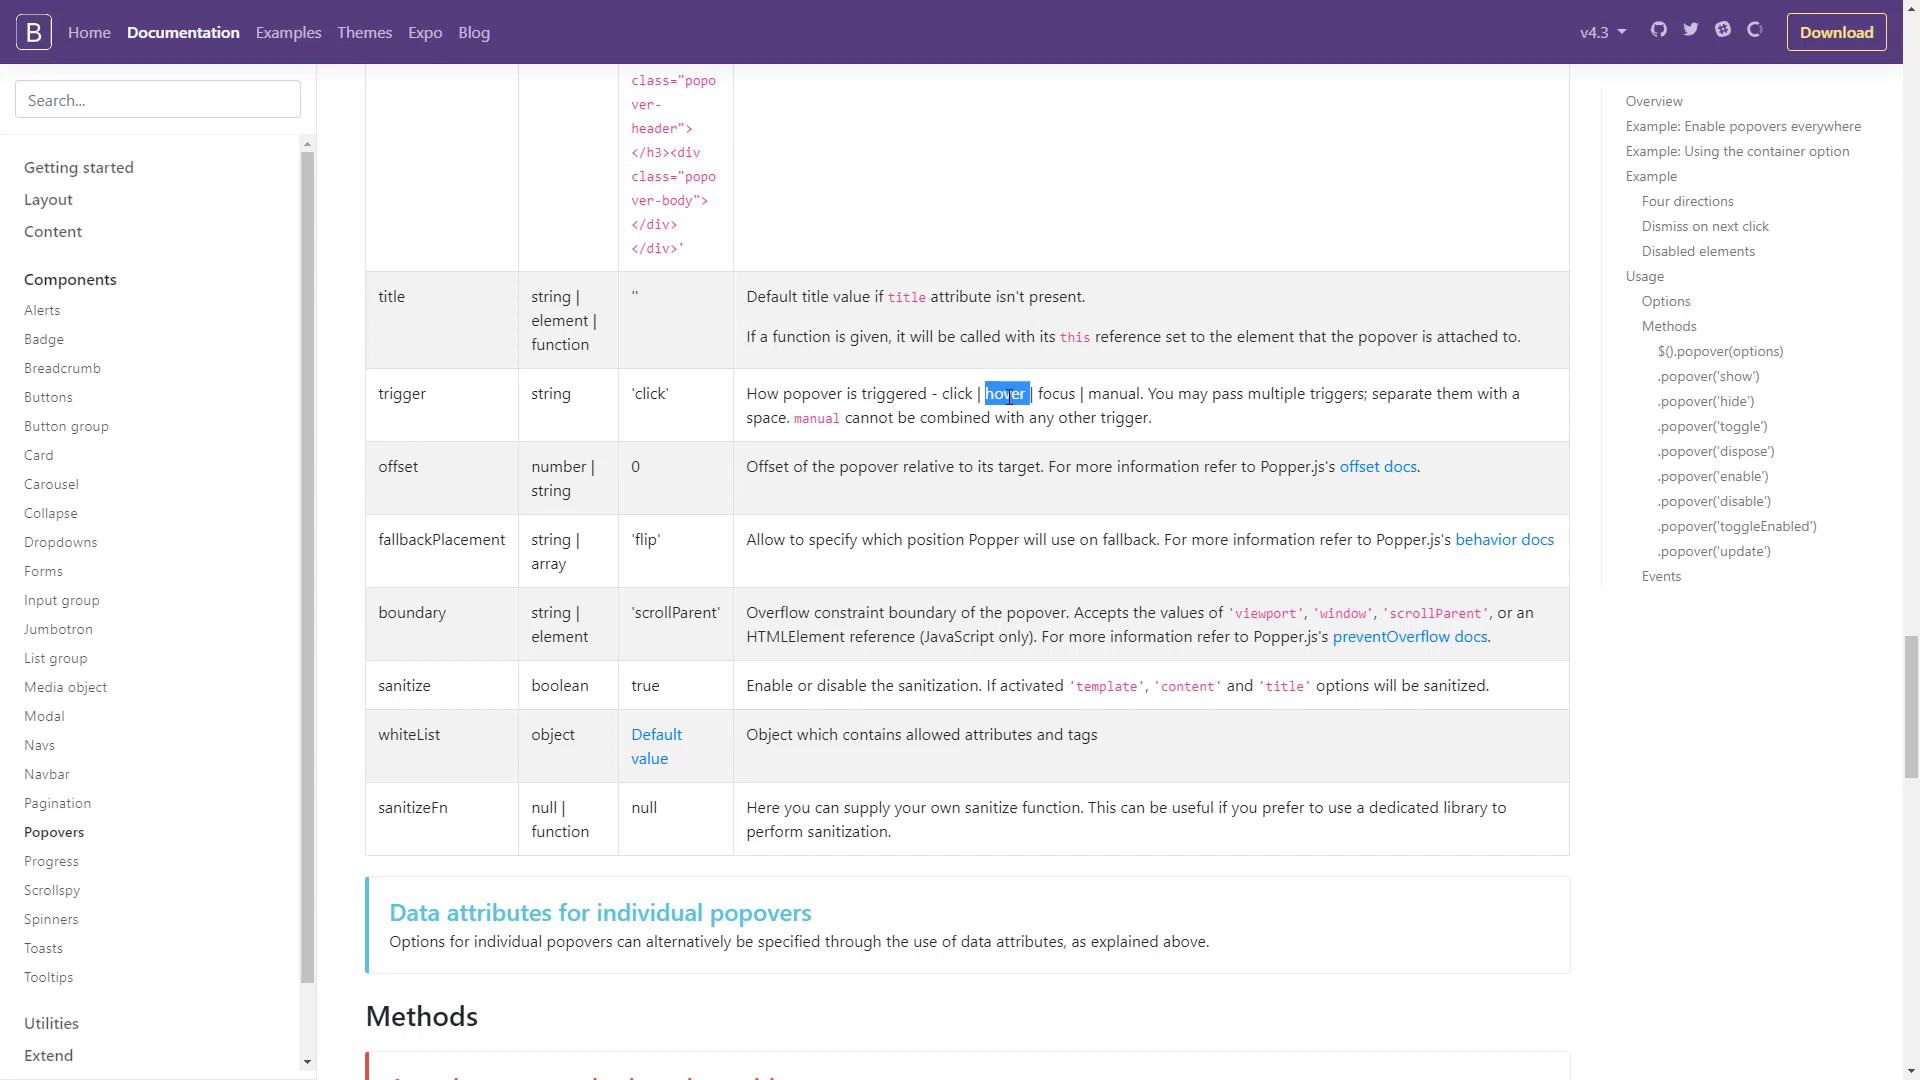 B Home Documentation Examples Themes Expo Blog v4.3 Download
Search...
Getting started
Layout
Content
Components
Alerts
Badge
Breadcrumb
Buttons
Button group
Card
Carousel
Collapse
Dropdowns
Forms
Input group
Jumbotron
List group
Media object
Modal
Navs
Navbar
Pagination
Popovers
Progress
Scrollspy
Spinners
Toasts
Tooltips
Utilities
Extend
class="popo
ver-
header">
</h3><div
class="popo
ver-body">
</div>
</div>'
title
string |
element |
function
''
Default title value if title attribute isn't present.
If a function is given, it will be called with its this reference set to the element that the popover is attached to.
trigger
string
'click'
How popover is triggered - click | hover | focus | manual. You may pass multiple triggers; separate them with a
space. manual cannot be combined with any other trigger.
offset
number |
string
0
Offset of the popover relative to its target. For more information refer to Popper.js's offset docs.
fallbackPlacement
string |
array
'flip'
Allow to specify which position Popper will use on fallback. For more information refer to Popper.js's behavior docs
boundary
string |
element
'scrollParent'
Overflow constraint boundary of the popover. Accepts the values of 'viewport', 'window', 'scrollParent', or an
HTMLElement reference (JavaScript only). For more information refer to Popper.js's preventOverflow docs.
sanitize
boolean
true
Enable or disable the sanitization. If activated 'template', 'content' and 'title' options will be sanitized.
whiteList
object
Default
value
Object which contains allowed attributes and tags
sanitizeFn
null |
function
null
Here you can supply your own sanitize function. This can be useful if you prefer to use a dedicated library to
perform sanitization.
Data attributes for individual popovers
Options for individual popovers can alternatively be specified through the use of data attributes, as explained above.
Methods
Overview
Example: Enable popovers everywhere
Example: Using the container option
Example
Four directions
Dismiss on next click
Disabled elements
Usage
Options
Methods
$().popover(options)
.popover('show')
.popover('hide')
.popover('toggle')
.popover('dispose')
.popover('enable')
.popover('disable')
.popover('toggleEnabled')
.popover('update')
Events